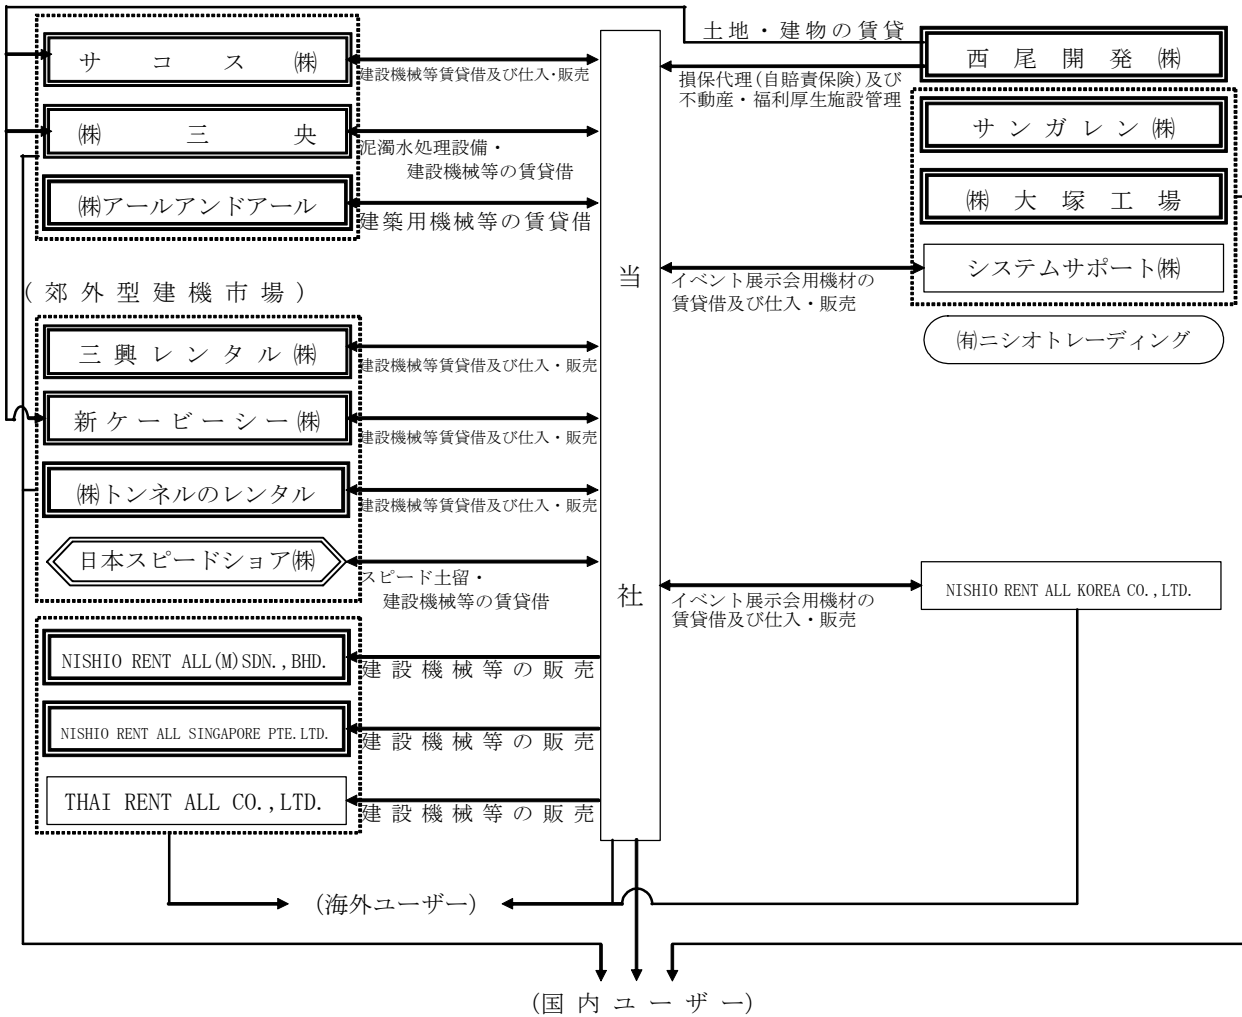 サコス㈱
建設機械等賃貸借及び仕入・販売
㈱三央
泥濁水処理設備・
建設機械等の賃貸借
㈱アールアンドアール
建築用機械等の賃貸借
(郊外型建機市場)
三興レンタル㈱
建設機械等賃貸借及び仕入・販売
新ケービーシー㈱
建設機械等賃貸借及び仕入・販売
㈱トンネルのレンタル
建設機械等賃貸借及び仕入・販売
日本スピードショア㈱
スピード土留・
建設機械等の賃貸借
NISHIO RENT ALL(M)SDN.,BHD.
建設機械等の販売
NISHIO RENT ALL SINGAPORE PTE.LTD.
建設機械等の販売
THAI RENT ALL CO.,LTD.
建設機械等の販売
当社
土地・建物の賃貸
西尾開発㈱
損保代理(自賠責保険)及び
不動産・福利厚生施設管理
サンガレン㈱
㈱大塚工場
システムサポート㈱
イベント展示会用機材の
賃貸借及び仕入・販売
㈲ニシオトレーディング
NISHIO RENT ALL KOREA CO.,LTD.
イベント展示会用機材の
賃貸借及び仕入・販売
(海外ユーザー)
(国内ユーザー)